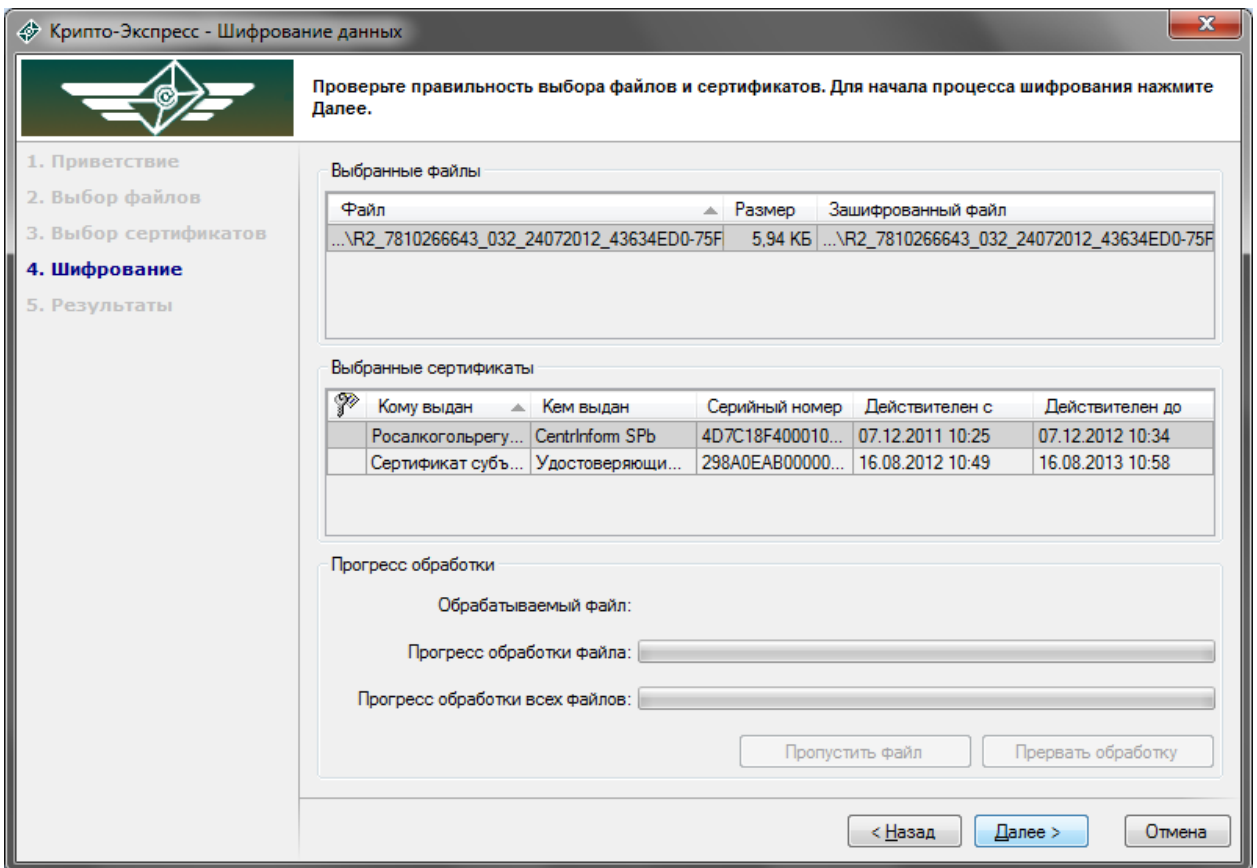 Крипто-Экспресс - Шифрование данных
Проверьте правильность выбора файлов и сертификатов. Для начала процесса шифрования нажмите
Далее.
1. Приветствие
2. Выбор файлов
3. Выбор сертификатов
4. Шифрование
5. Результаты
Выбранные файлы
Файл Размер Зашифрованный файл
...\R2_7810266643_032_24072012_43634ED0-75F 5,94 КБ ...\R2_7810266643_032_24072012_43634ED0-75F
Выбранные сертификаты
Кому выдан Кем выдан Серийный номер Действителен с Действителен до
Росалкогольрегу... CentrInform SPb 4D7C18F400010... 07.12.2011 10:25 07.12.2012 10:34
Сертификат субъ... Удостоверяющи... 298A0EAB00000... 16.08.2012 10:49 16.08.2013 10:58
Прогресс обработки
Обрабатываемый файл:
Прогресс обработки файла:
Прогресс обработки всех файлов:
Пропустить файл Прервать обработку
< Назад Далее > Отмена